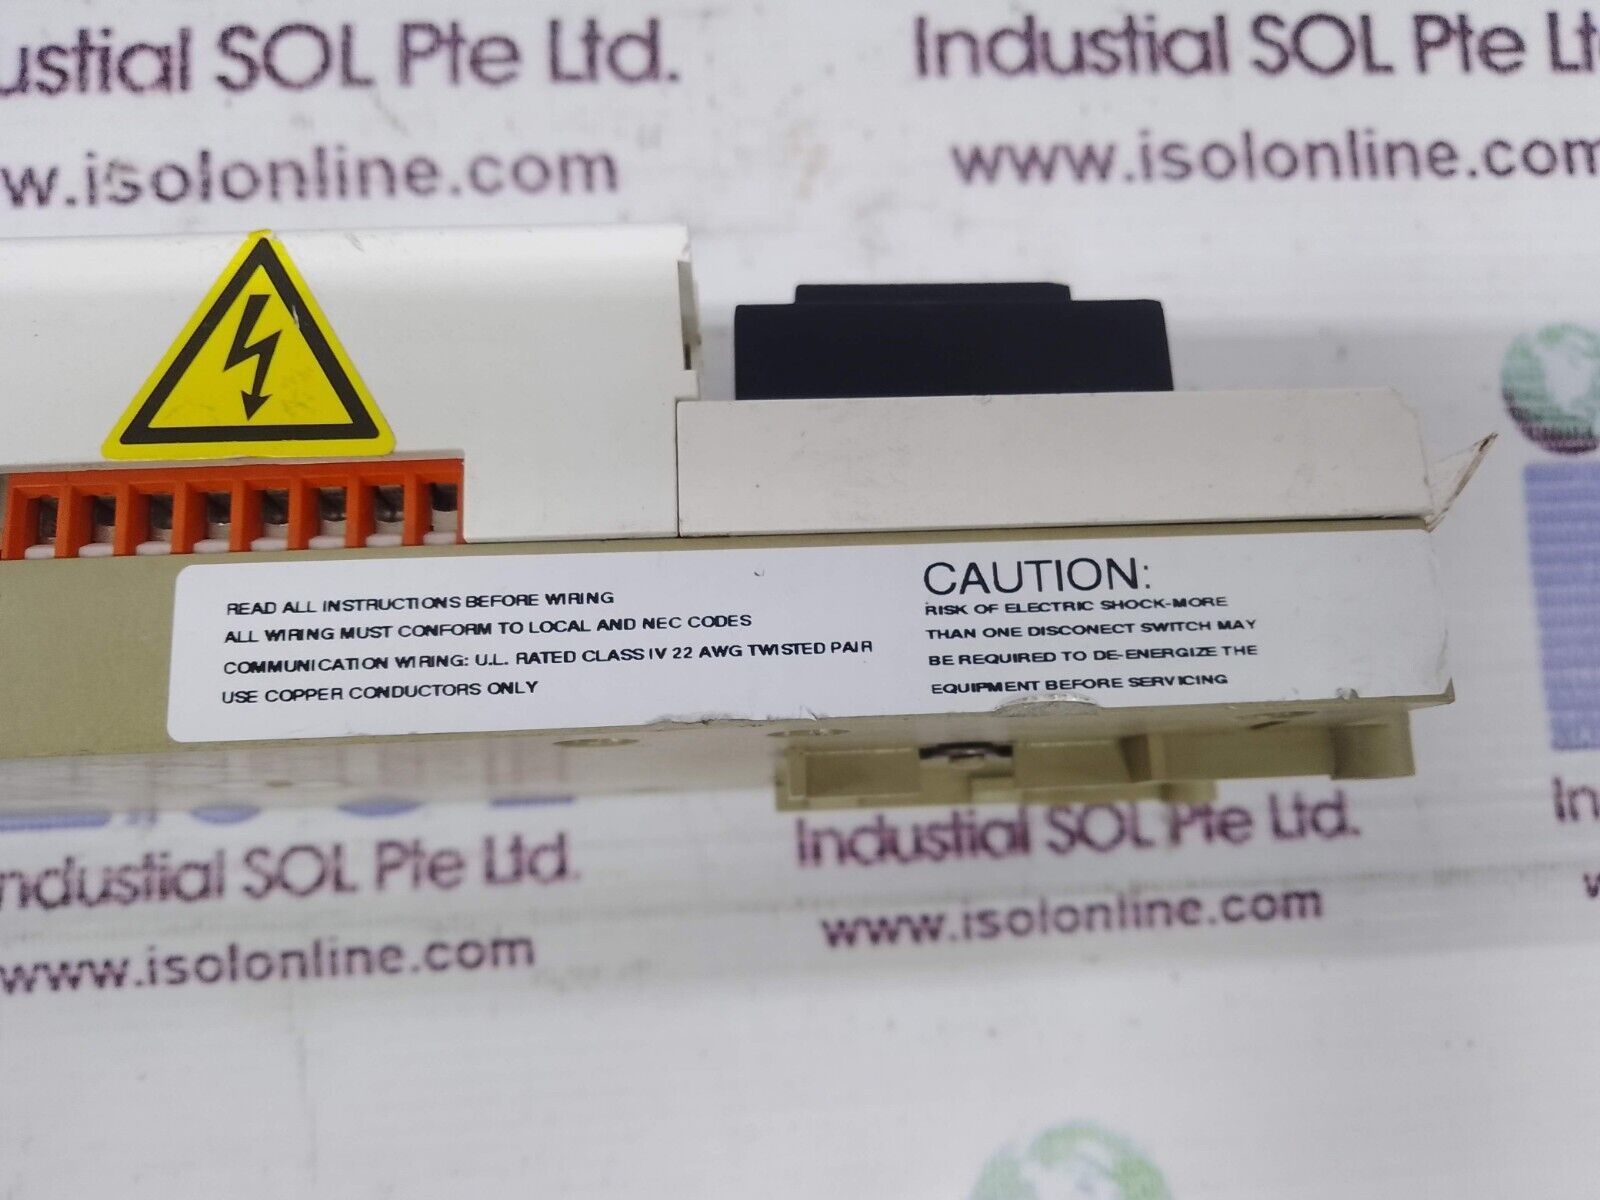 ustial SOL Pte Ltd.
Industial SOL Pte Lt
w.isolonline.com
www.isolonline.com
READ ALL INSTRUCTIONS BEFORE WIRING
ALL WIRING MUST CONFORM TO LOCAL AND NEC CODES
COMMUNICATION WIRING: U.L. RATED CLASS IV 22 AWG TWISTED PAIR
USE COPPER CONDUCTORS ONLY
CAUTION:
RISK OF ELECTRIC SHOCK-MORE
THAN ONE DISCONECT SWITCH MAY
BE REQUIRED TO DE-ENERGIZE THE
EQUIPMENT BEFORE SERVICING
ndustial SOL Pte Ltd.
Industial SOL Pte Ltd.
In
www.isolonline.com
www.isolonline.com
w